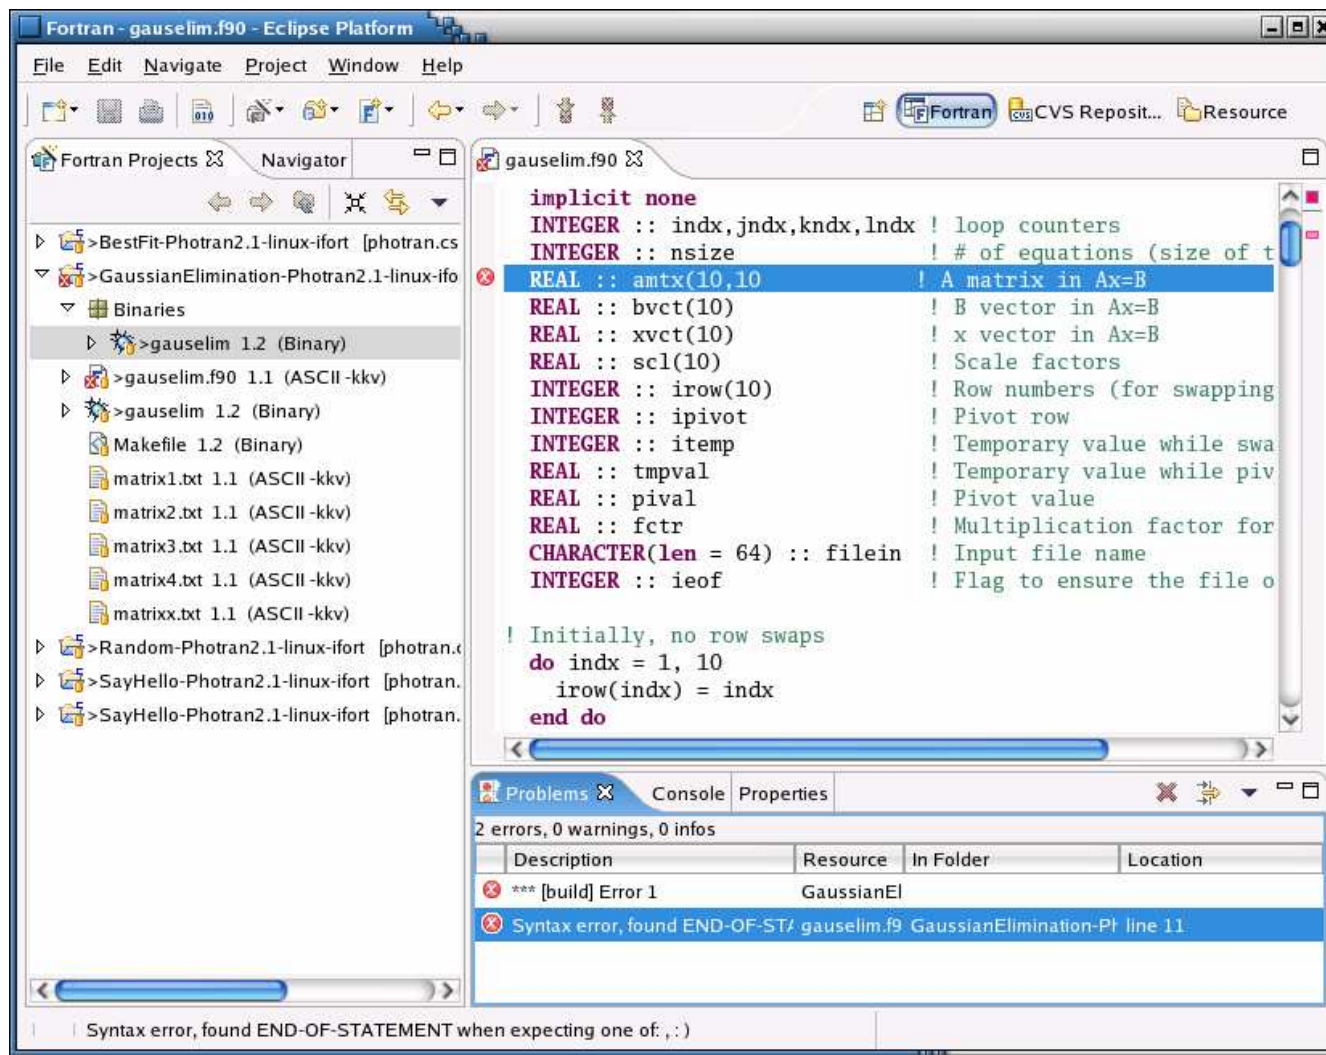 Fortran - gauselim.f90 - Eclipse Platform
File Edit Navigate Project Window Help
010
Fortran CVS Reposit... Resource
Fortran Projects Navigator
gauselim.f90
>BestFit-Photran2.1-linux-ifort [photran.cs
>GaussianElimination-Photran2.1-linux-ifo
Binaries
>gauselim 1.2 (Binary)
>gauselim.f90 1.1 (ASCII -kkv)
>gauselim 1.2 (Binary)
Makefile 1.2 (Binary)
matrix1.txt 1.1 (ASCII -kkv)
matrix2.txt 1.1 (ASCII -kkv)
matrix3.txt 1.1 (ASCII -kkv)
matrix4.txt 1.1 (ASCII -kkv)
matrixx.txt 1.1 (ASCII -kkv)
>Random-Photran2.1-linux-ifort [photran.c
>SayHello-Photran2.1-linux-ifort [photran.
>SayHello-Photran2.1-linux-ifort [photran.
implicit none
INTEGER :: indx,jndx,kndx,lndx ! loop counters
INTEGER :: nsize ! # of equations (size of t
REAL :: amtx(10,10 ! A matrix in Ax=B
REAL :: bvct(10) ! B vector in Ax=B
REAL :: xvct(10) ! x vector in Ax=B
REAL :: scl(10) ! Scale factors
INTEGER :: irow(10) ! Row numbers (for swapping
INTEGER :: ipivot ! Pivot row
INTEGER :: itemp ! Temporary value while swa
REAL :: tmpval ! Temporary value while piv
REAL :: pival ! Pivot value
REAL :: fctr ! Multiplication factor for
CHARACTER(len = 64) :: filein ! Input file name
INTEGER :: ieof ! Flag to ensure the file o
! Initially, no row swaps
do indx = 1, 10
irow(indx) = indx
end do
Problems Console Properties
2 errors, 0 warnings, 0 infos
Description Resource In Folder Location
*** [build] Error 1 GaussianEl
Syntax error, found END-OF-STA gauselim.f9 GaussianElimination-Ph line 11
Syntax error, found END-OF-STATEMENT when expecting one of: , : )